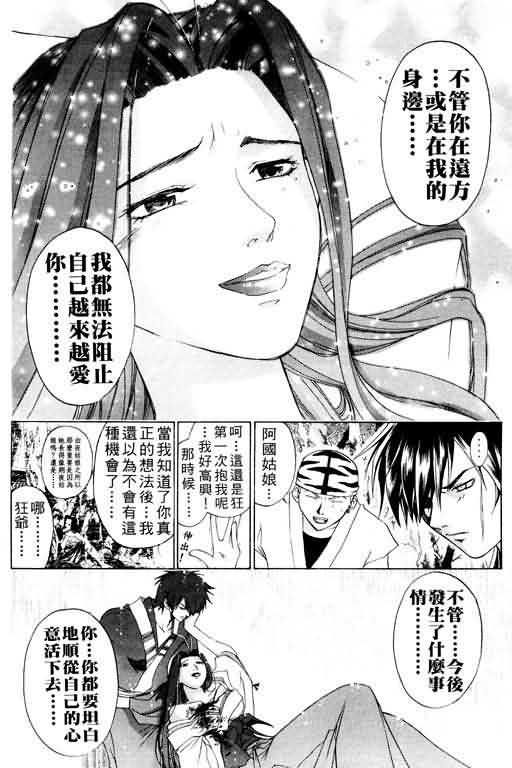 不管你在遠方
…或是在我的
身邊………
我都無法阻止
自己越來越愛
你…………
…
阿國姑娘…
呵…這還是狂
第一次抱我呢
…我好高興！
那時候…
伸出
當我知道了你真
正的想法後…我
還以為不會有這
種機會了…
哪…
狂爺…
不管……今後
發生了什麼事
情………
你…你都要坦白
地順從自己的心
意活下去……